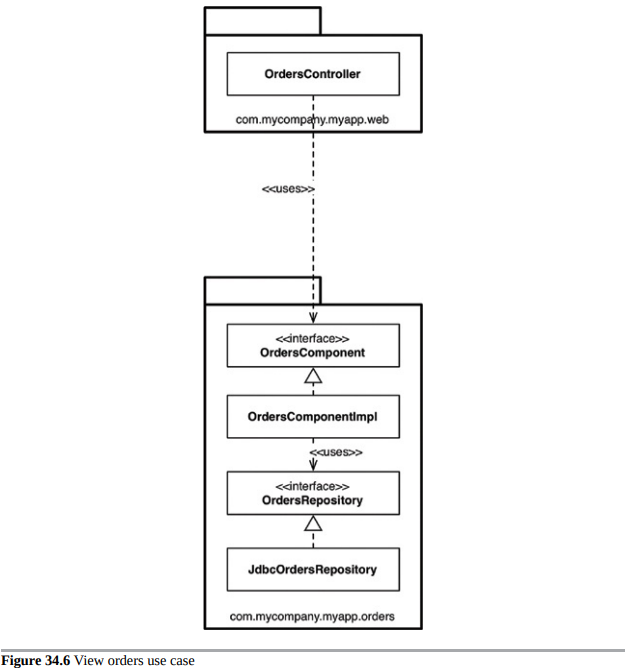 OrdersController
com.mycompany.myapp.web
<<uses>>
<<interface>>
OrdersComponent
OrdersComponentImpl
<<uses>>
<<interface>>
OrdersRepository
JdbcOrdersRepository
com.mycompany.myapp.orders
Figure 34.6 View orders use case